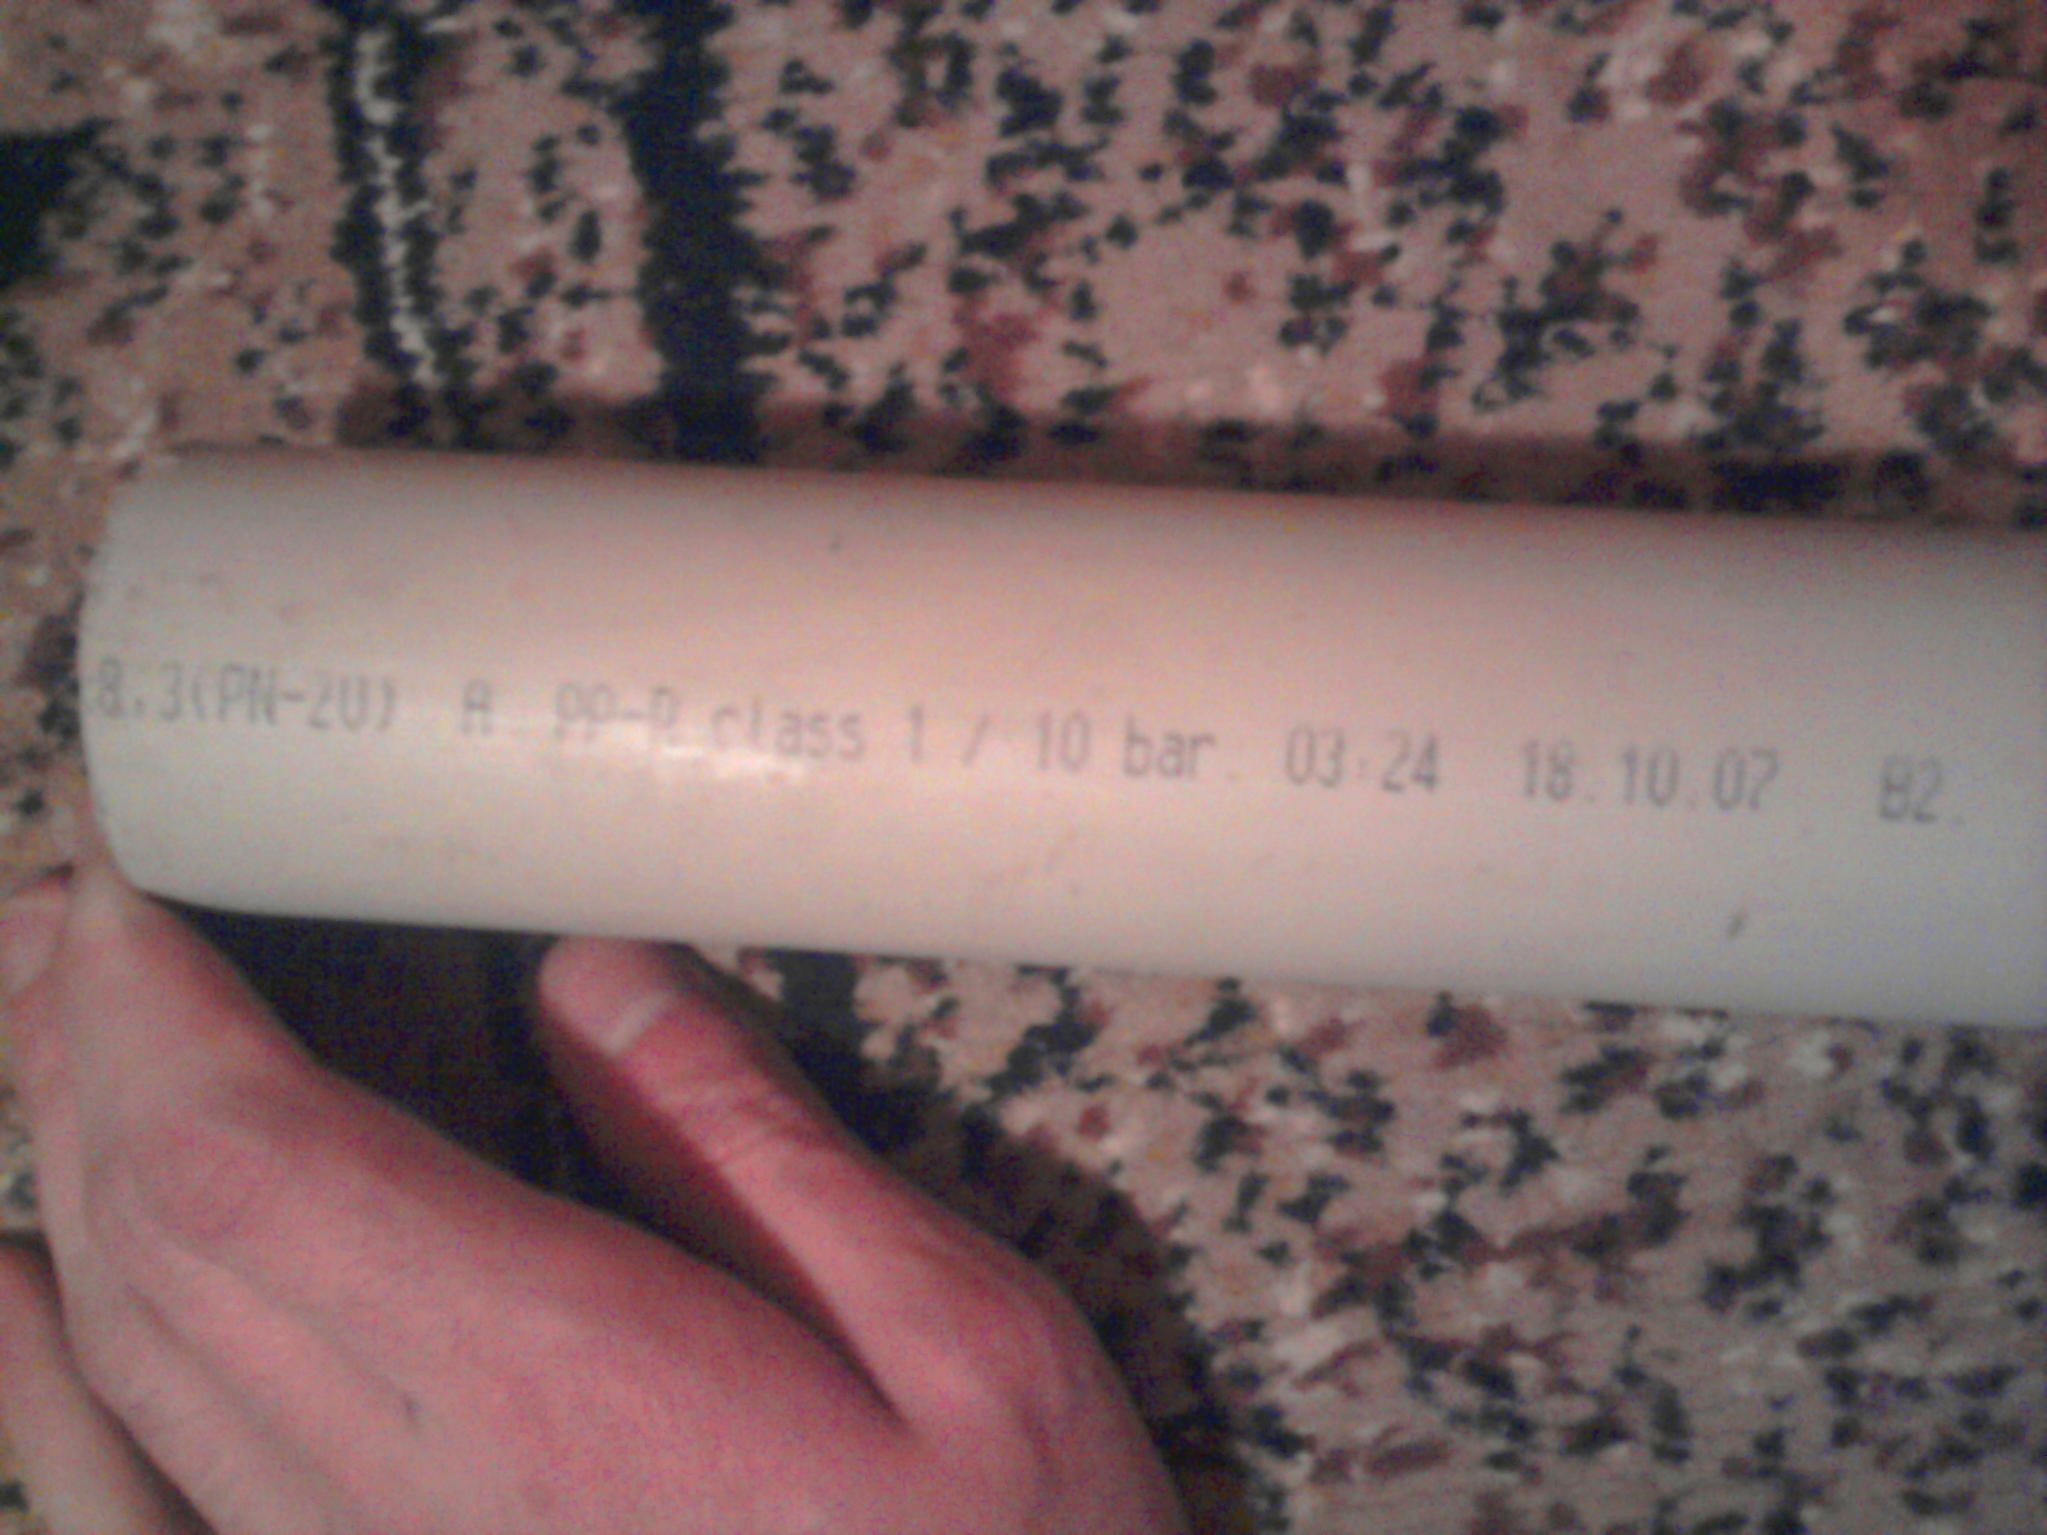 8.3(PN-20) A PP-R class 1 / 10 bar. 03:24 18.10.07 B2.